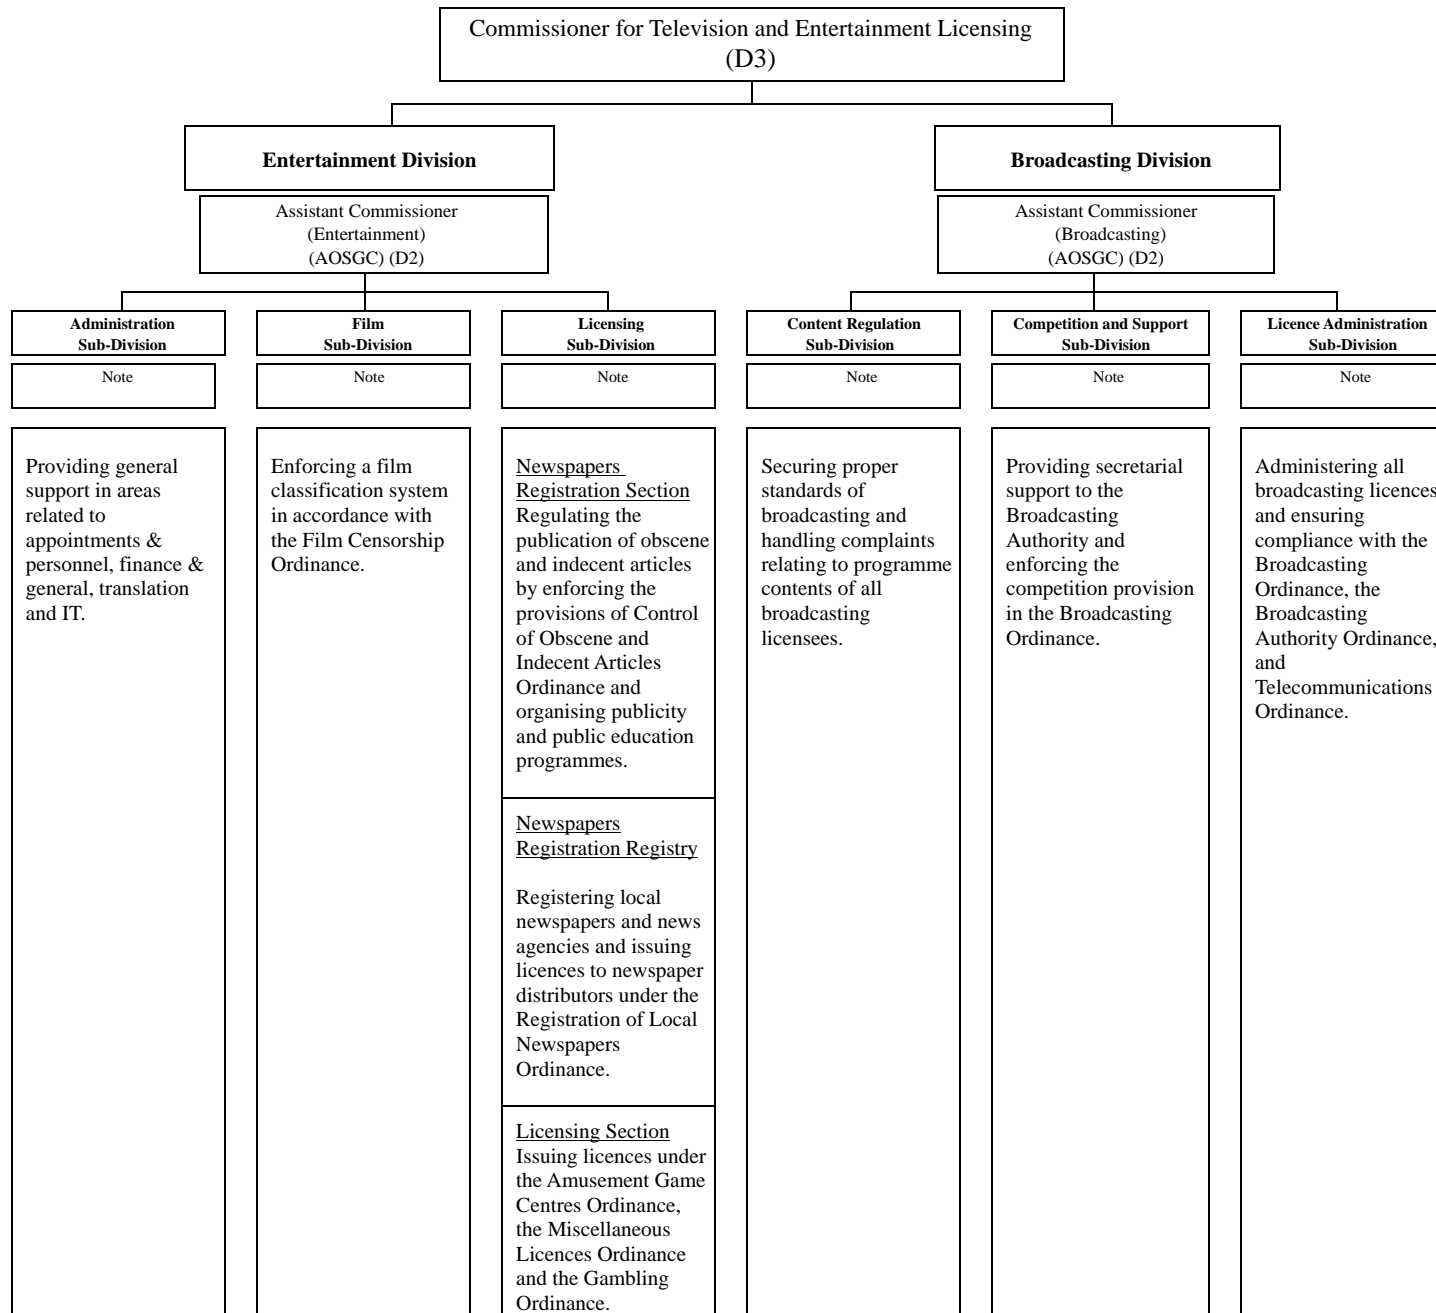 Commissioner for Television and Entertainment Licensing
(D3)
Entertainment Division
Assistant Commissioner
(Entertainment)
(AOSGC) (D2)
Broadcasting Division
Assistant Commissioner
(Broadcasting)
(AOSGC) (D2)
Administration
Sub-Division
Note
Providing general
support in areas
related to
appointments &
personnel, finance &
general, translation
and IT.
Film
Sub-Division
Note
Enforcing a film
classification system
in accordance with
the Film Censorship
Ordinance.
Licensing
Sub-Division
Note
Newspapers
Registration Section
Regulating the
publication of obscene
and indecent articles
by enforcing the
provisions of Control
of Obscene and
Indecent Articles
Ordinance and
organising publicity
and public education
programmes.
Newspapers
Registration Registry
Registering local
newspapers and news
agencies and issuing
licences to newspaper
distributors under the
Registration of Local
Newspapers
Ordinance.
Licensing Section
Issuing licences under
the Amusement Game
Centres Ordinance,
the Miscellaneous
Licences Ordinance
and the Gambling
Ordinance.
Content Regulation
Sub-Division
Note
Securing proper
standards of
broadcasting and
handling complaints
relating to programme
contents of all
broadcasting
licensees.
Competition and Support
Sub-Division
Note
Providing secretarial
support to the
Broadcasting
Authority and
enforcing the
competition provision
in the Broadcasting
Ordinance.
Licence Administration
Sub-Division
Note
Administering all
broadcasting licences
and ensuring
compliance with the
Broadcasting
Ordinance, the
Broadcasting
Authority Ordinance,
and
Telecommunications
Ordinance.